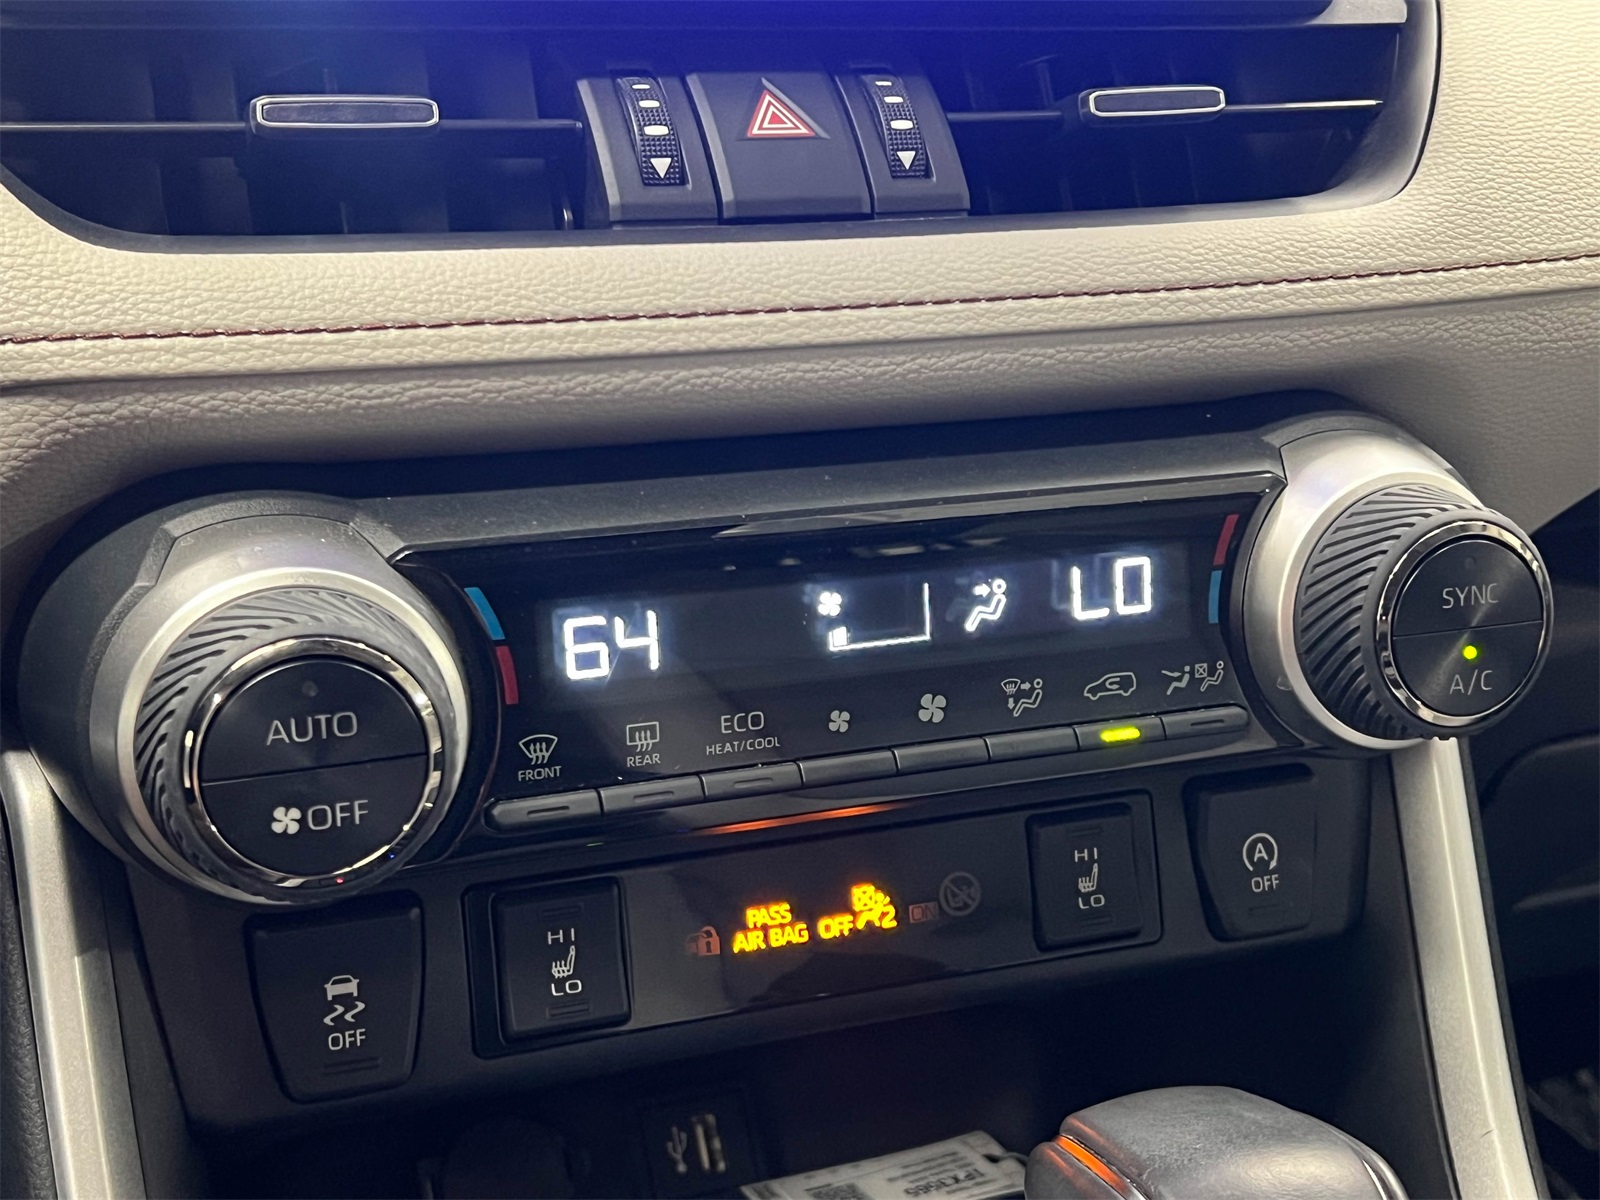 64
LO
SYNC
A/C
AUTO
OFF
FRONT
REAR
ECO
HEAT/COOL
HI
LO
PASS
AIR BAG OFF 2
ON
HI
LO
A
OFF
OFF